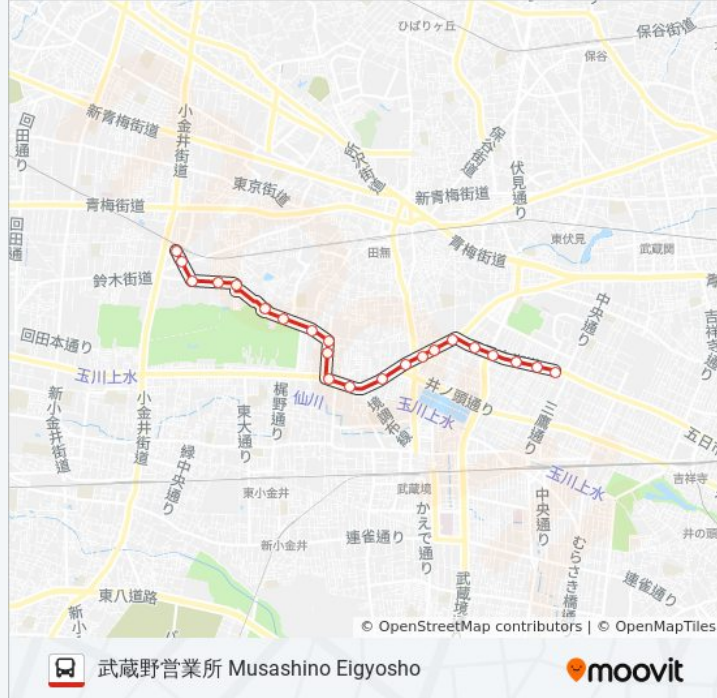 ひばりヶ丘
保谷街道
保谷
新青梅街道
小金井街道
回田通り
所沢街道
保谷街道
伏見通り
東京街道
新青梅街道
青梅街道
回田通
田無
青梅街道
東伏見
武蔵関
鈴木街道
中央通り
吉祥寺通り
回田本通り
玉川上水
新小金井街道
小金井街道
東大通り
梶野通り
仙川
境調布線
玉川上水
井ノ頭通り
三鷹通り
五日市
緑中央通り
玉川上水
吉祥寺
東小金井
武蔵境
かえで通り
中央通り
井の頭
新小金井
連雀通り
むらさき橋通
連雀通り
東八道路
新小
武蔵境
© OpenStreetMap contributors | © OpenMapTiles
武蔵野営業所 Musashino Eigyosho
moovit